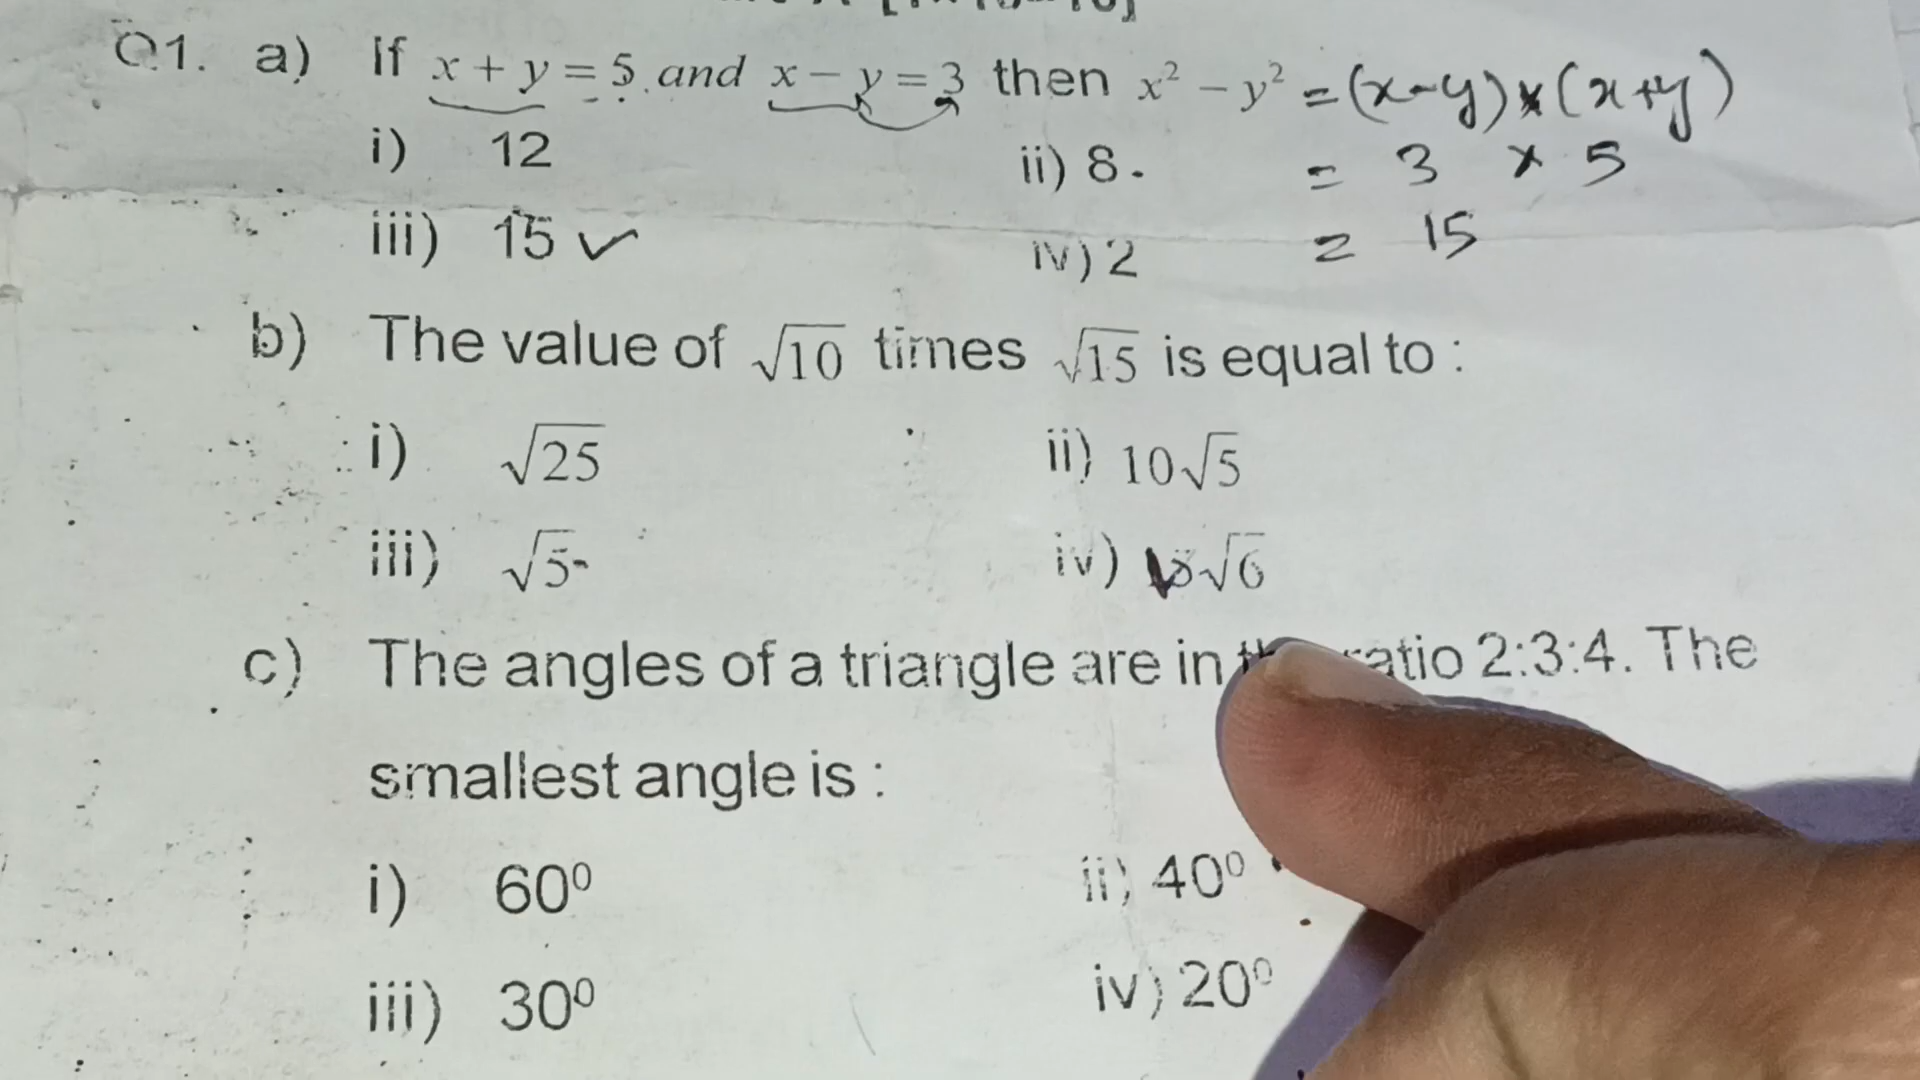 Q1. a) If x + y = 5 and x − y = 3 then x² − y² = (x-y) × (x+y)
i) 12 ii) 8. = 3 × 5
iii) 15 ✓ iv) 2 = 15
b) The value of √10 times √15 is equal to :
i) √25 ii) 10√5
iii) √5 iv) √6
c) The angles of a triangle are in ratio 2:3:4. The
smallest angle is :
i) 60⁰ ii) 40⁰
iii) 30⁰ iv) 20⁰